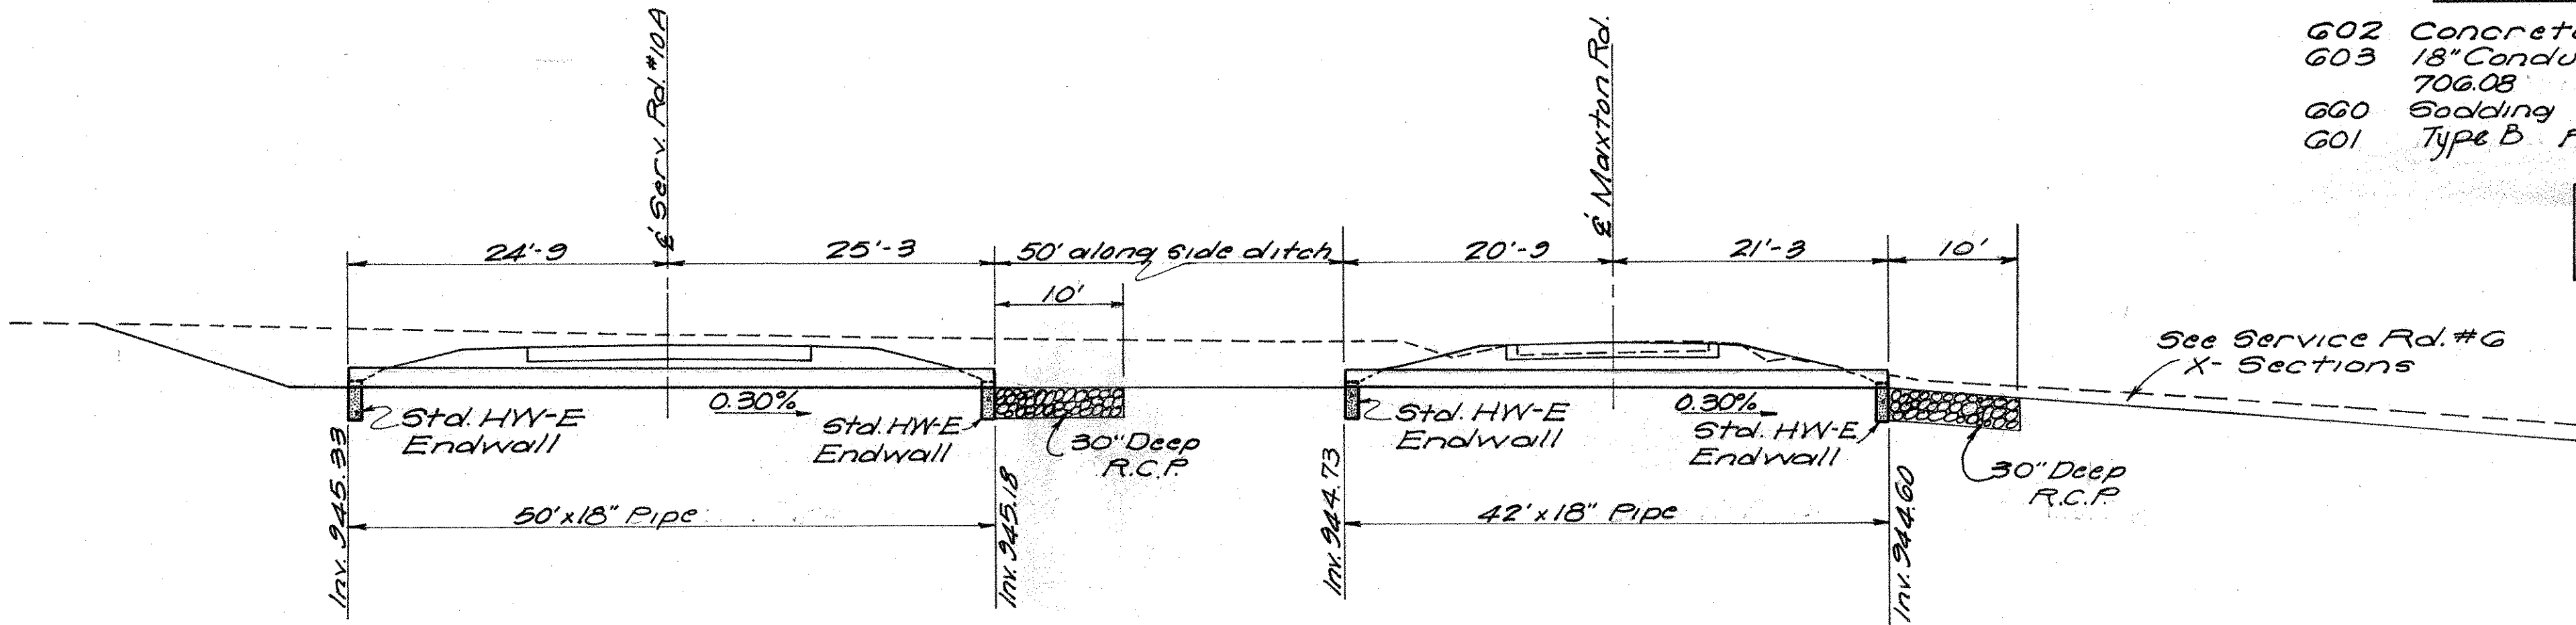 602 Concrete
603 18" Condu
706.08
660 Sodding
601 Type B
℄ Serv. Rd. #10A
℄ Maxton Rd.
24'-9
25'-3
50' along side ditch
20'-9
21'-3
10'
10'
See Service Rd. #6
X-Sections
Std. HW-E
Endwall
0.30%
Std. HW-E
Endwall
30" Deep
R.C.P.
Std. HW-E
Endwall
0.30%
Std. HW-E
Endwall
30" Deep
R.C.P.
Inv. 945.33
50'x18" Pipe
Inv. 945.18
Inv. 944.73
42'x18" Pipe
Inv. 944.60